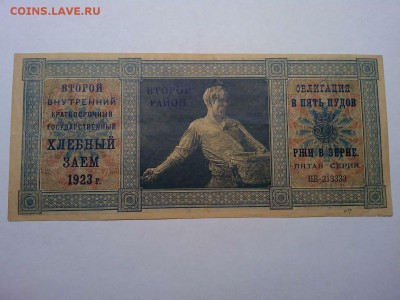 COINS.LAVE.RU
ВТОРОЙ
ВНУТРЕННИЙ
КРАТКОСРОЧНЫЙ
ГОСУДАРСТВЕННЫЙ
ХЛЕБНЫЙ
ЗАЕМ
1923 г.
ВТОРОЙ
РАЙОН
ОБЛИГАЦИЯ
В ПЯТЬ ПУДОВ
РЖИ В ЗЕРНЕ.
ПЯТАЯ СЕРИЯ.